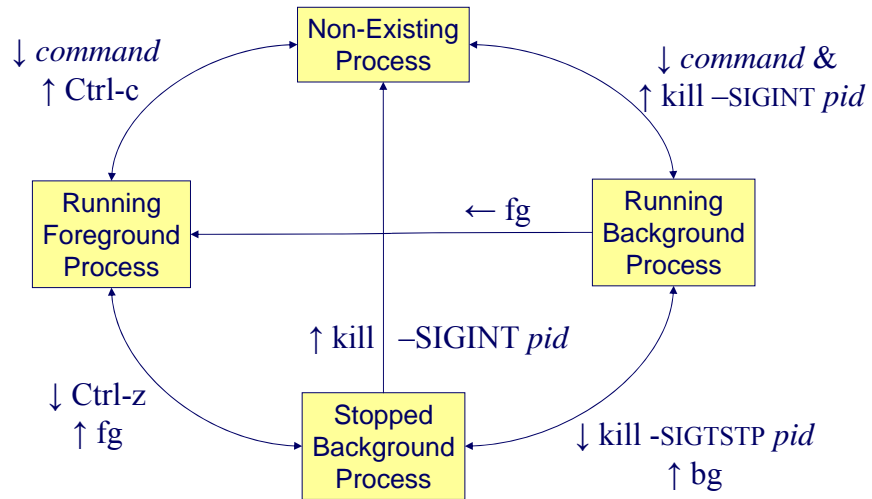 Non-Existing
Process
↓ command
↑ Ctrl-c
↓ command &
↑ kill –SIGINT pid
Running
Foreground
Process
← fg
Running
Background
Process
↑ kill –SIGINT pid
↓ Ctrl-z
↑ fg
Stopped
Background
Process
↓ kill -SIGTSTP pid
↑ bg